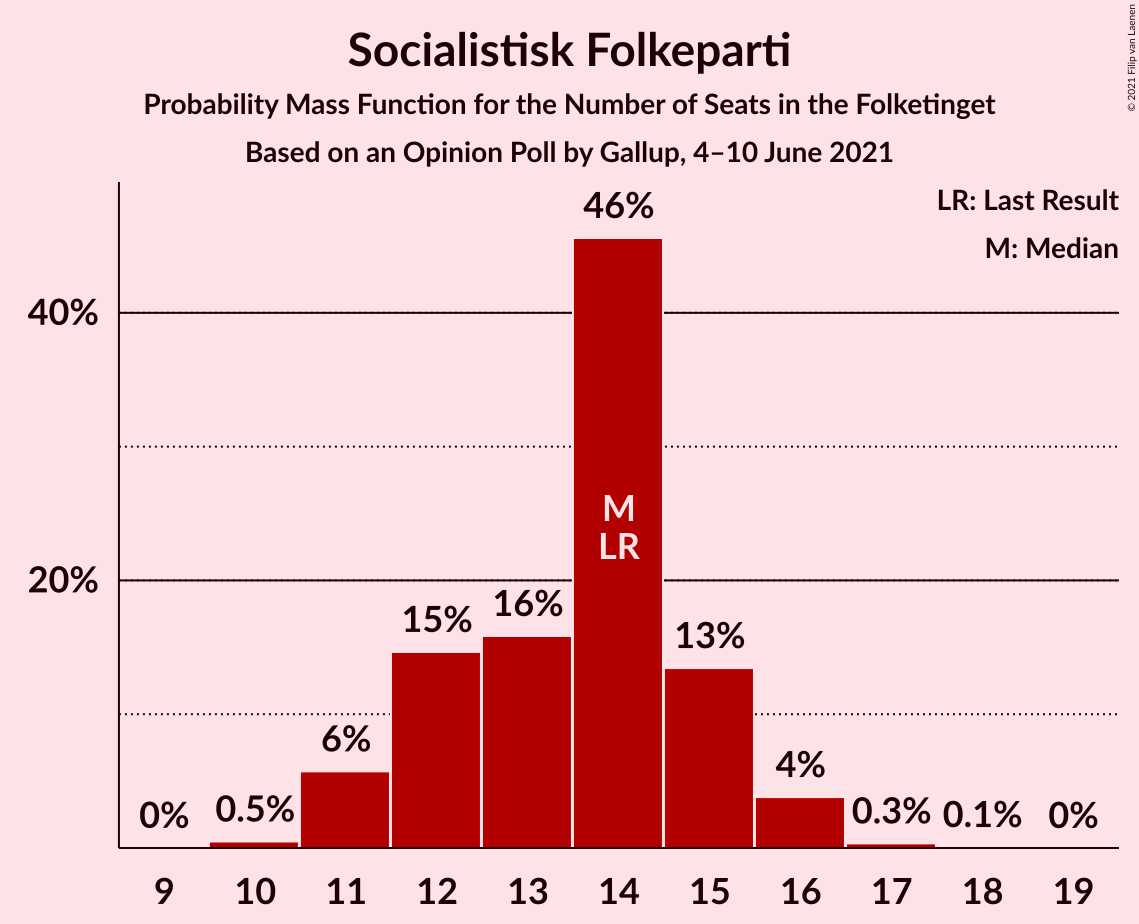 Socialistisk Folkeparti
Probability Mass Function for the Number of Seats in the Folketinget
Based on an Opinion Poll by Gallup, 4–10 June 2021
© 2021 Filip van Laenen
LR: Last Result
M: Median
40%
20%
0%
0.5%
6%
15%
16%
46%
13%
4%
0.3%
0.1%
0%
M
LR
9 10 11 12 13 14 15 16 17 18 19